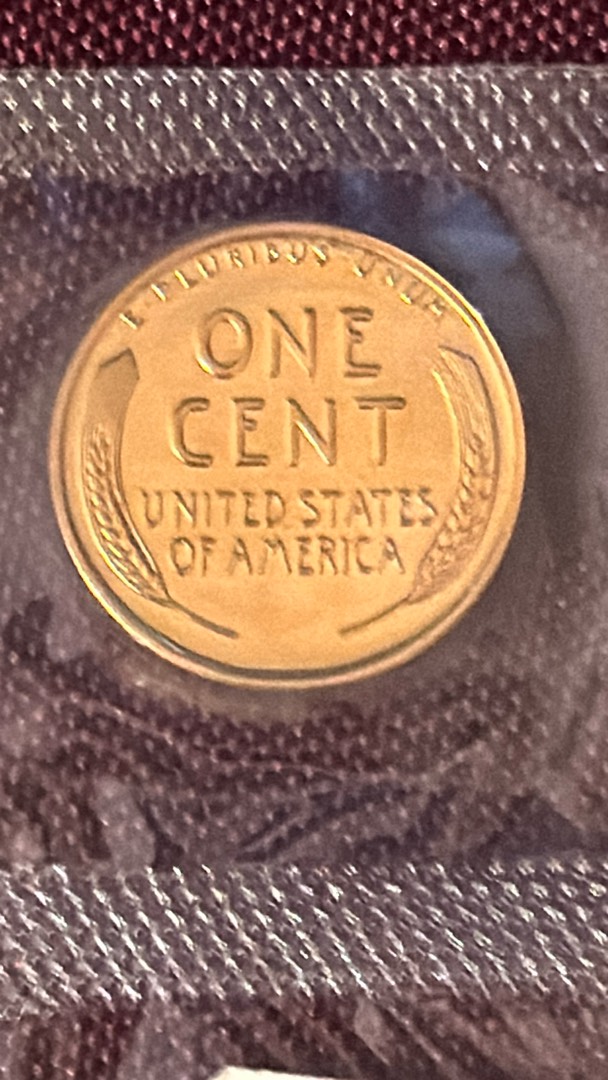 E PLURIBUS UNUM
ONE
CENT
UNITED STATES
OF AMERICA